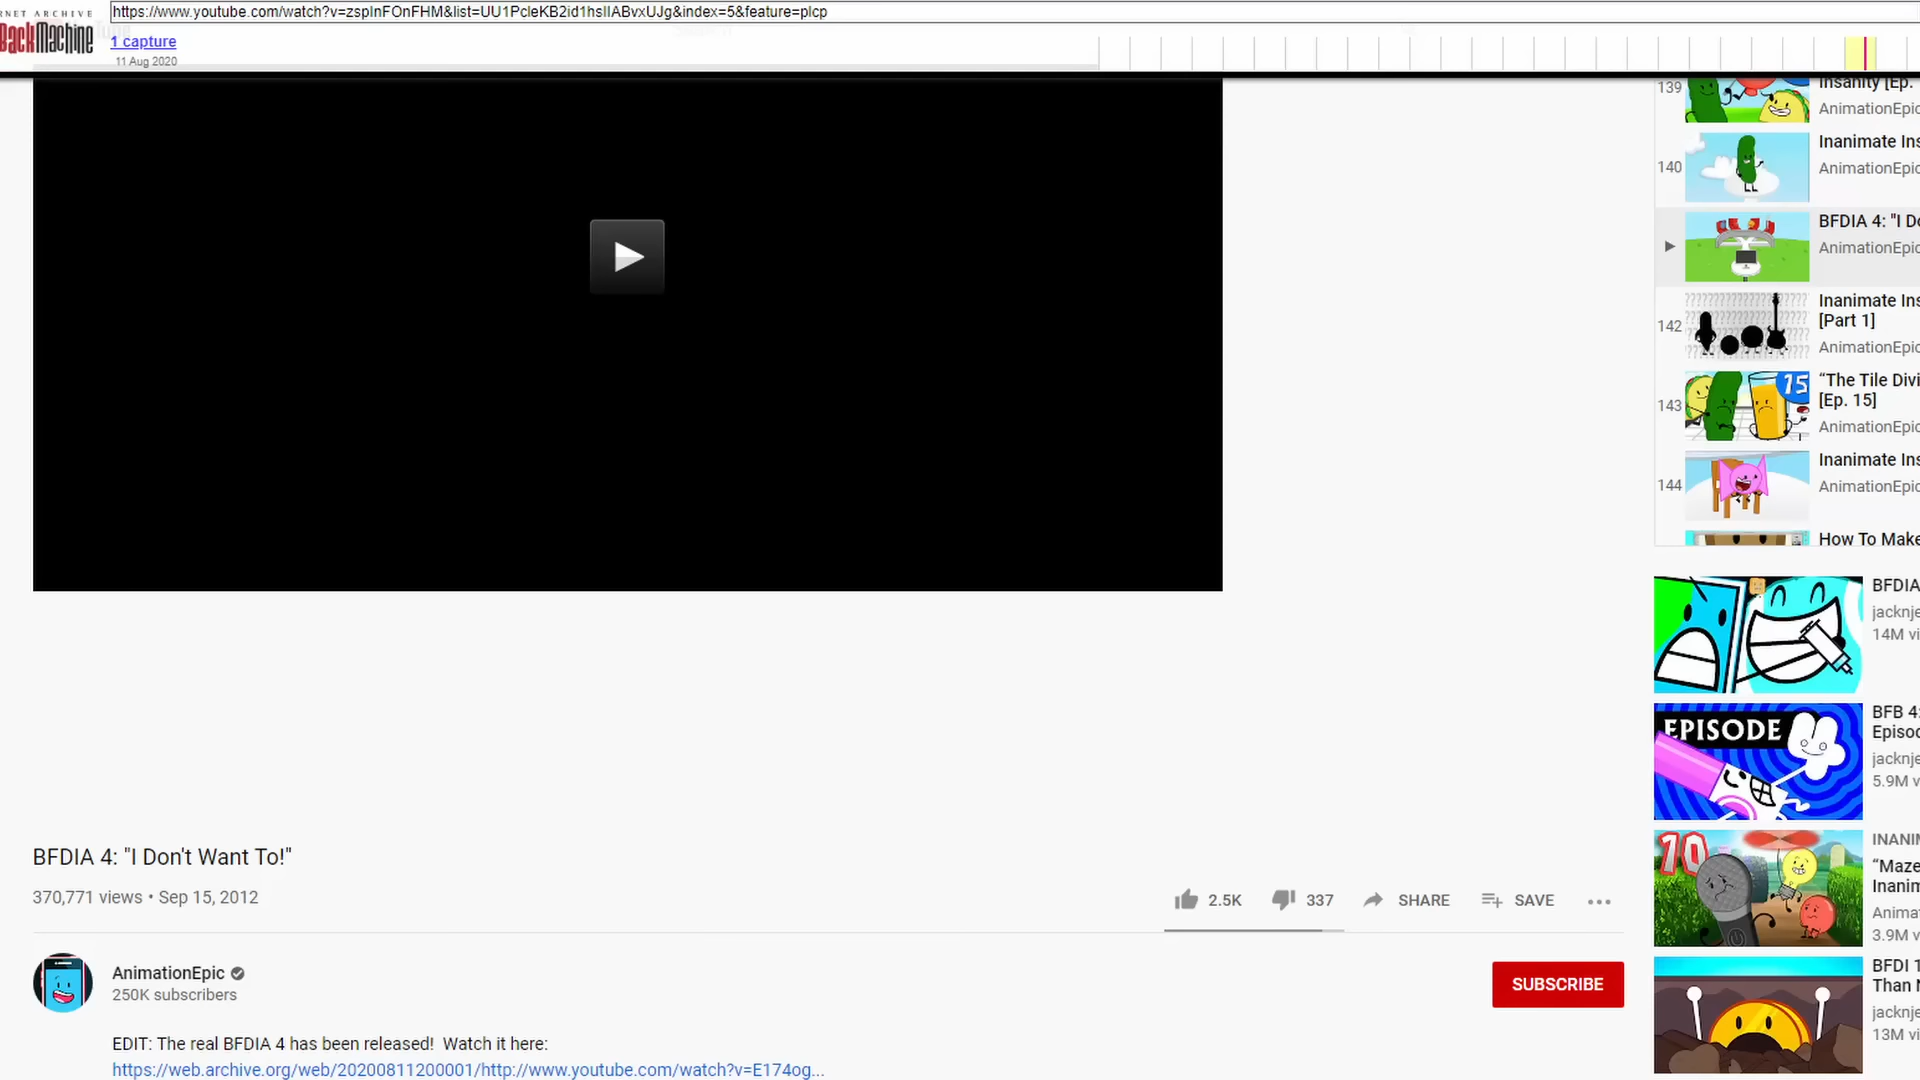 RNET ARCHIVE
https://www.youtube.com/watch?v=zspInFOnFHM&list=UU1PcleKB2id1hsIIABvxUJg&index=5&feature=plcp
BackMachine
1 capture
11 Aug 2020
139
Insanity [Ep.
AnimationEpic
140
Inanimate Ins
AnimationEpic
BFDIA 4: "I Do
AnimationEpic
142
Inanimate Ins
[Part 1]
AnimationEpic
143
15
“The Tile Divi
[Ep. 15]
AnimationEpic
144
Inanimate Ins
AnimationEpic
How To Make
BFDIA
jacknje
14M vi
EPISODE
BFB 4:
Episod
jacknje
5.9M v
10
INANIM
“Maze
Inanim
Animat
3.9M v
BFDI 1
Than N
jacknje
13M vi
BFDIA 4: "I Don't Want To!"
370,771 views • Sep 15, 2012
2.5K 337 SHARE SAVE
AnimationEpic
250K subscribers
SUBSCRIBE
EDIT: The real BFDIA 4 has been released!  Watch it here:
https://web.archive.org/web/20200811200001/http://www.youtube.com/watch?v=E174og...